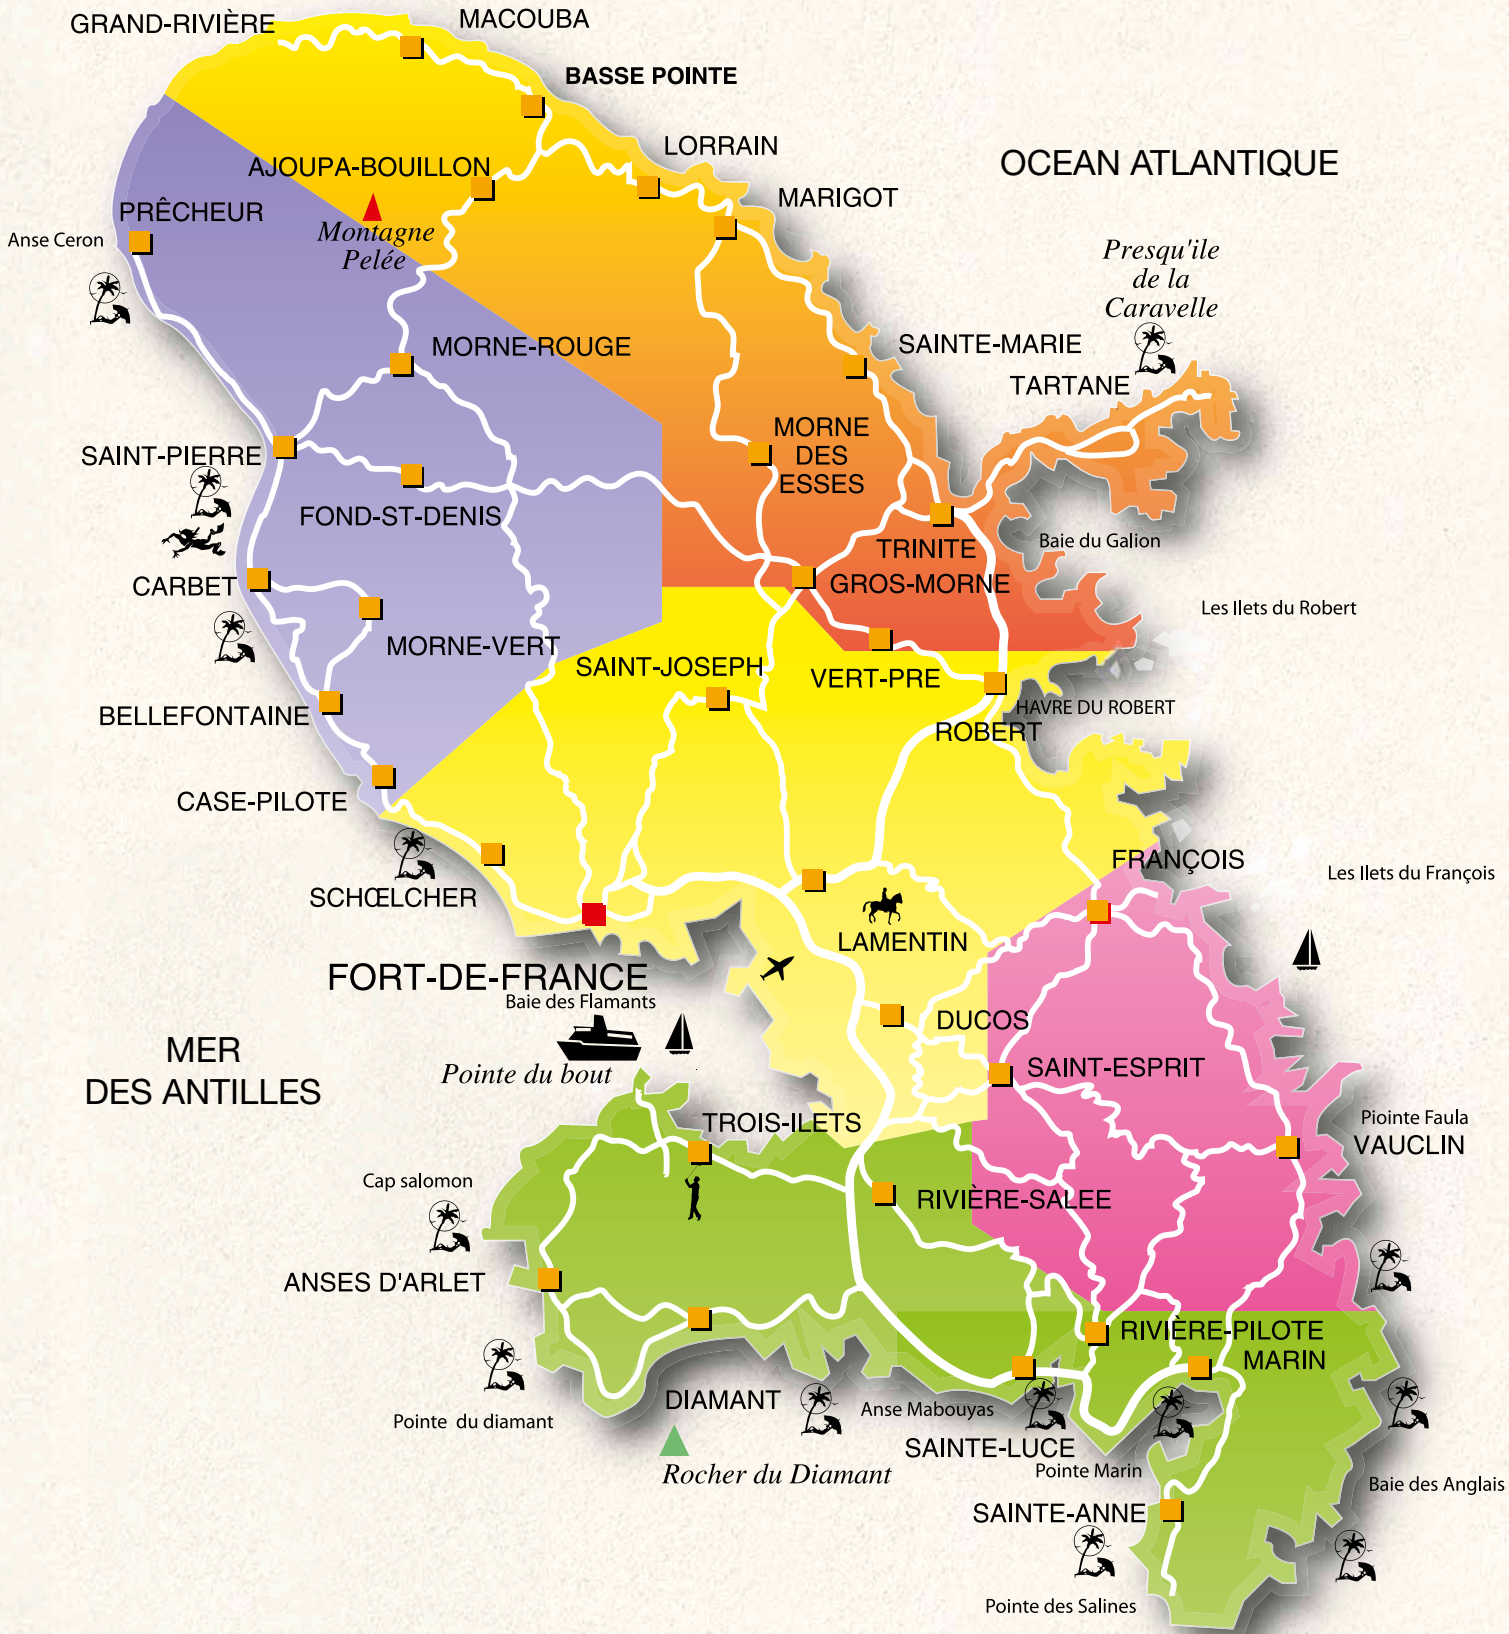 GRAND-RIVIÈRE
MACOUBA
BASSE POINTE
LORRAIN
OCEAN ATLANTIQUE
AJOUPA-BOUILLON
MARIGOT
PRÊCHEUR
Anse Ceron
Montagne
Pelée
Presqu'ile
de la
Caravelle
SAINTE-MARIE
MORNE-ROUGE
TARTANE
MORNE
DES
ESSES
SAINT-PIERRE
FOND-ST-DENIS
Baie du Galion
TRINITE
CARBET
GROS-MORNE
Les Ilets du Robert
MORNE-VERT
SAINT-JOSEPH
VERT-PRE
HAVRE DU ROBERT
BELLEFONTAINE
ROBERT
CASE-PILOTE
FRANÇOIS
Les Ilets du François
SCHŒLCHER
LAMENTIN
FORT-DE-FRANCE
Baie des Flamants
DUCOS
MER
DES ANTILLES
Pointe du bout
SAINT-ESPRIT
TROIS-ILETS
Piointe Faula
VAUCLIN
Cap salomon
RIVIÈRE-SALEE
ANSES D'ARLET
RIVIÈRE-PILOTE
MARIN
DIAMANT
Anse Mabouyas
Pointe du diamant
SAINTE-LUCE
Rocher du Diamant
Pointe Marin
Baie des Anglais
SAINTE-ANNE
Pointe des Salines